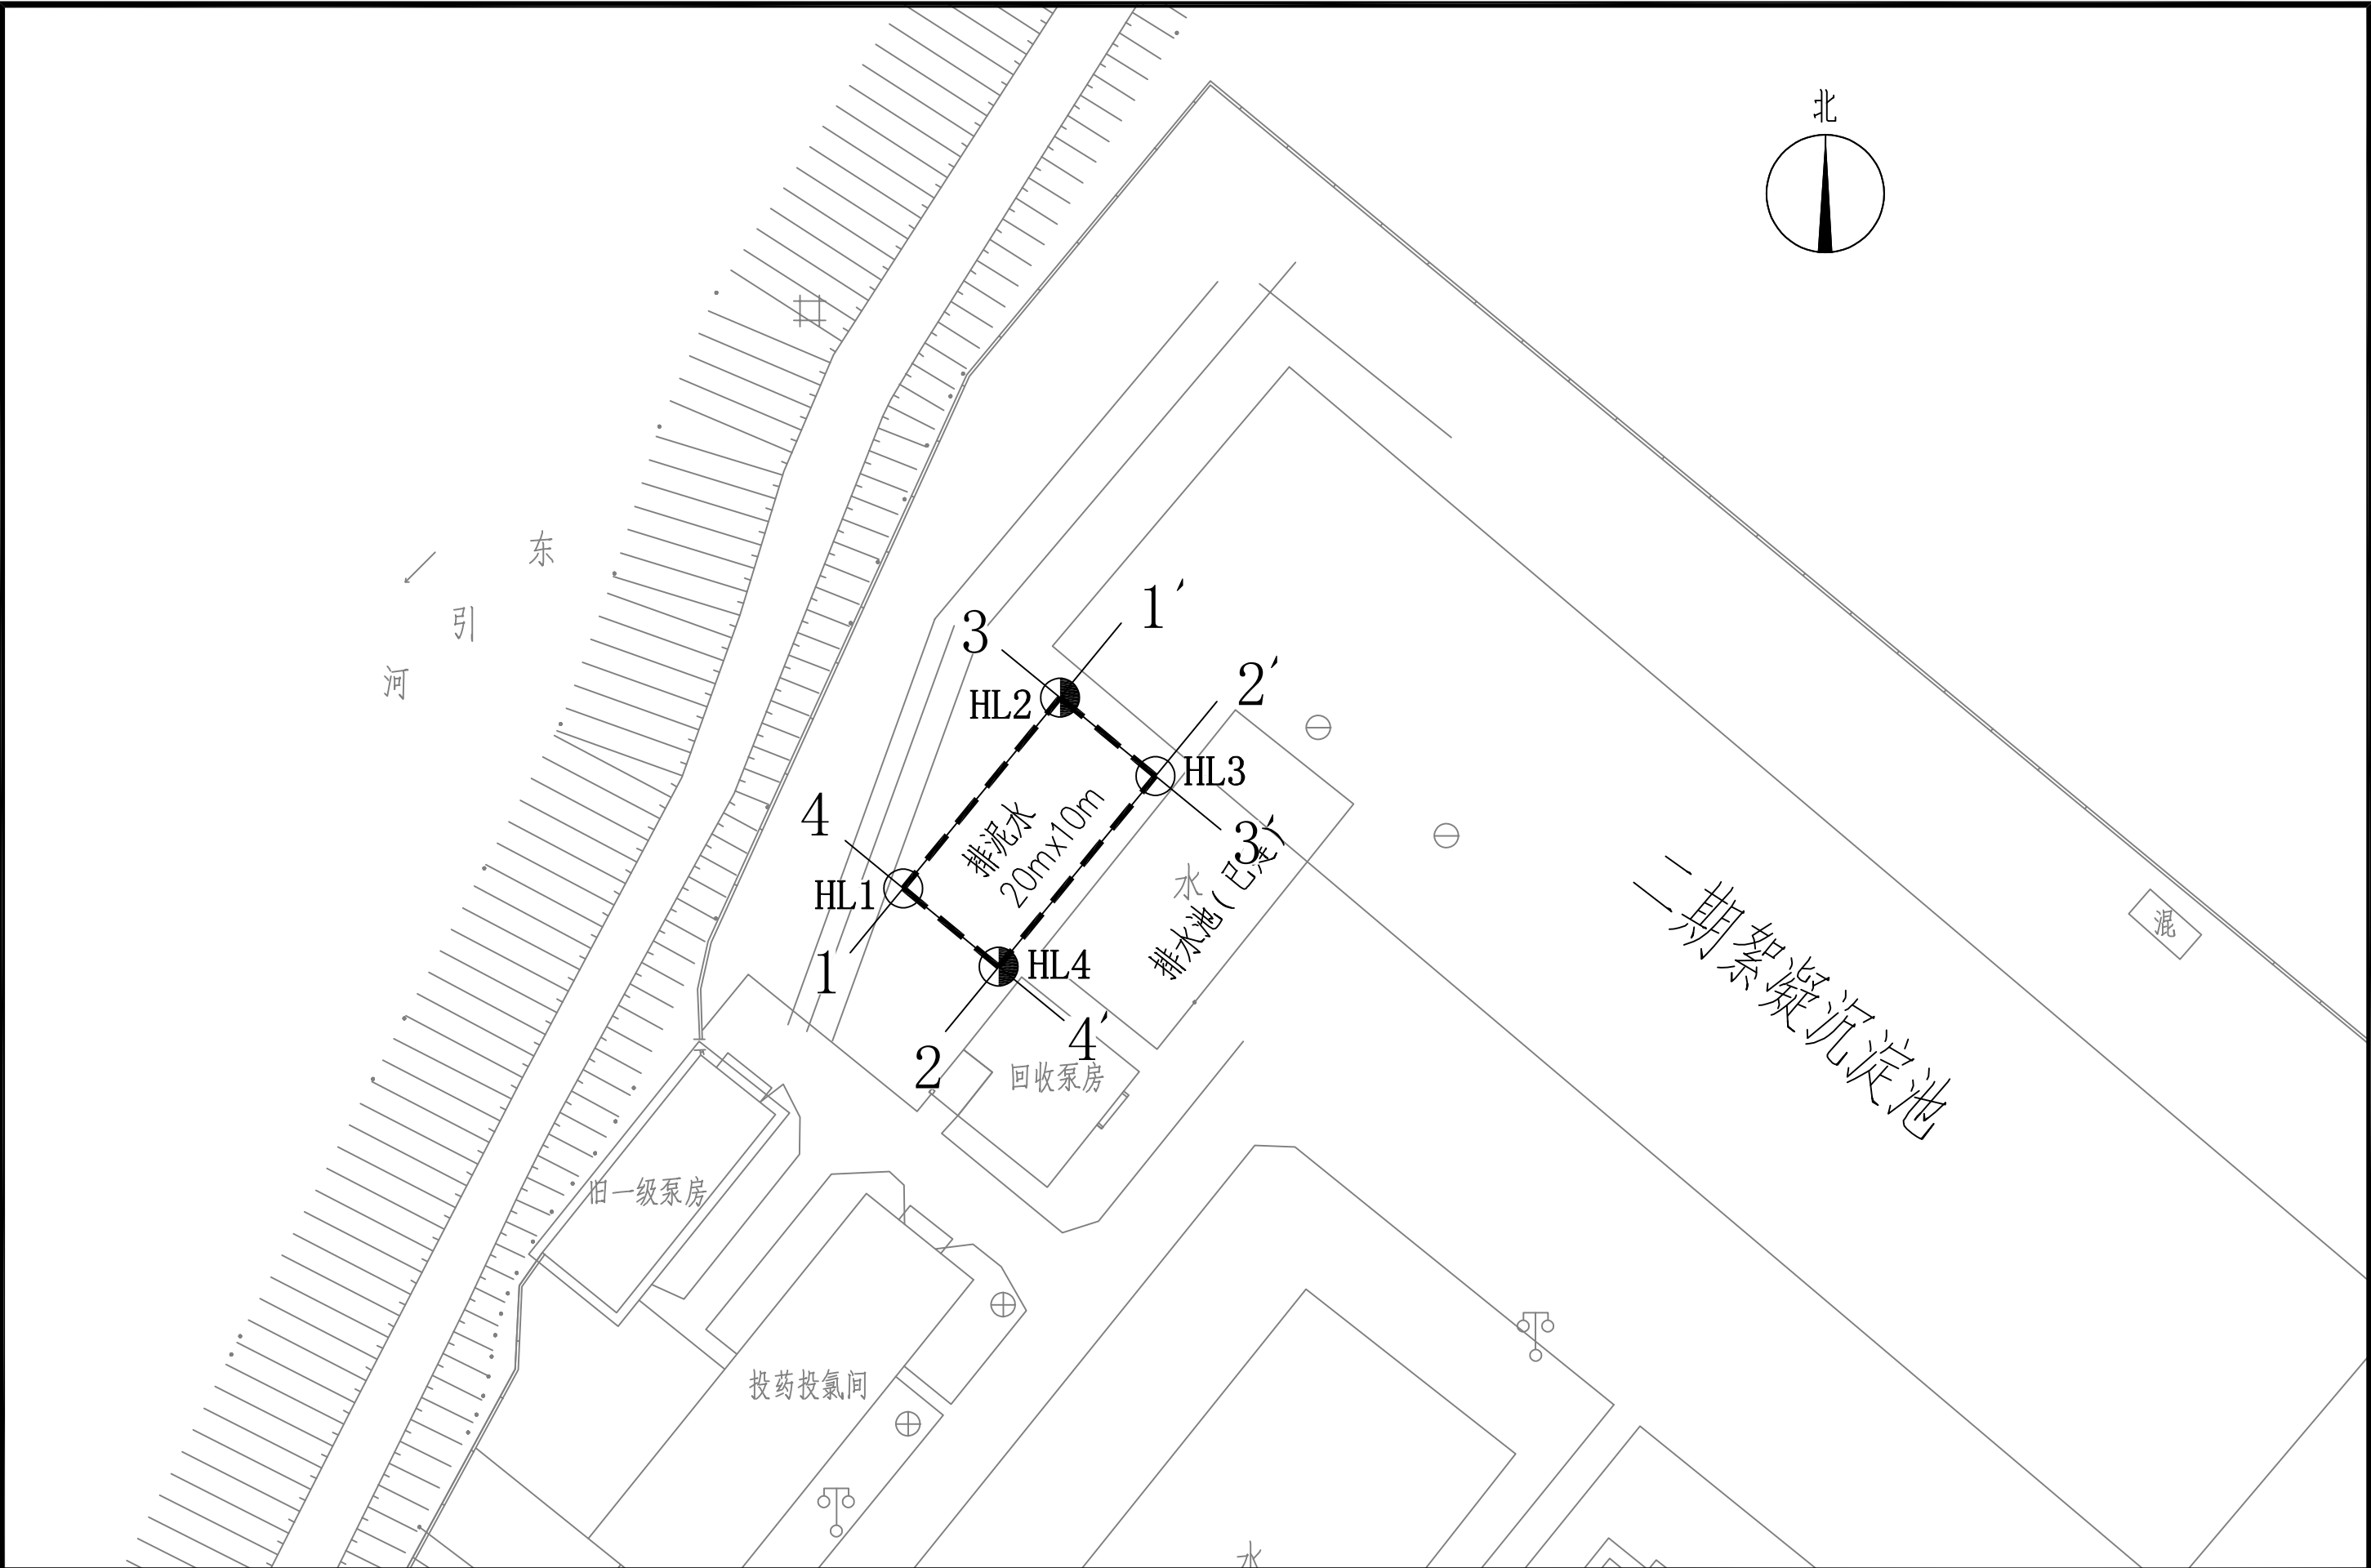 北
东
引
河
1′
3
2′
HL2
HL3
排泥水
20mx10m
4
3′
HL1
水
排水池(已建)
HL4
1
4′
2
回收泵房
二期絮凝沉淀池
混
旧一级泵房
投药投氯间
水